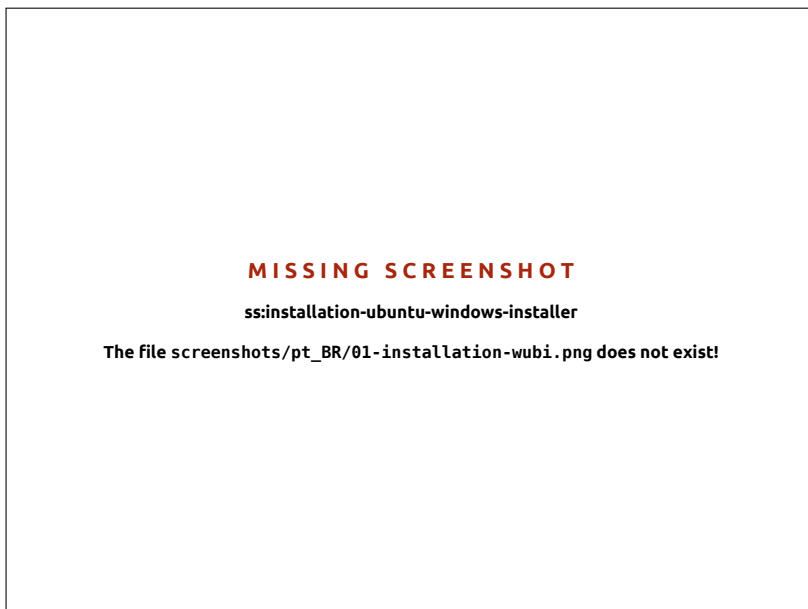 MISSING SCREENSHOT
ss:installation-ubuntu-windows-installer
The file screenshots/pt_BR/01-installation-wubi.png does not exist!